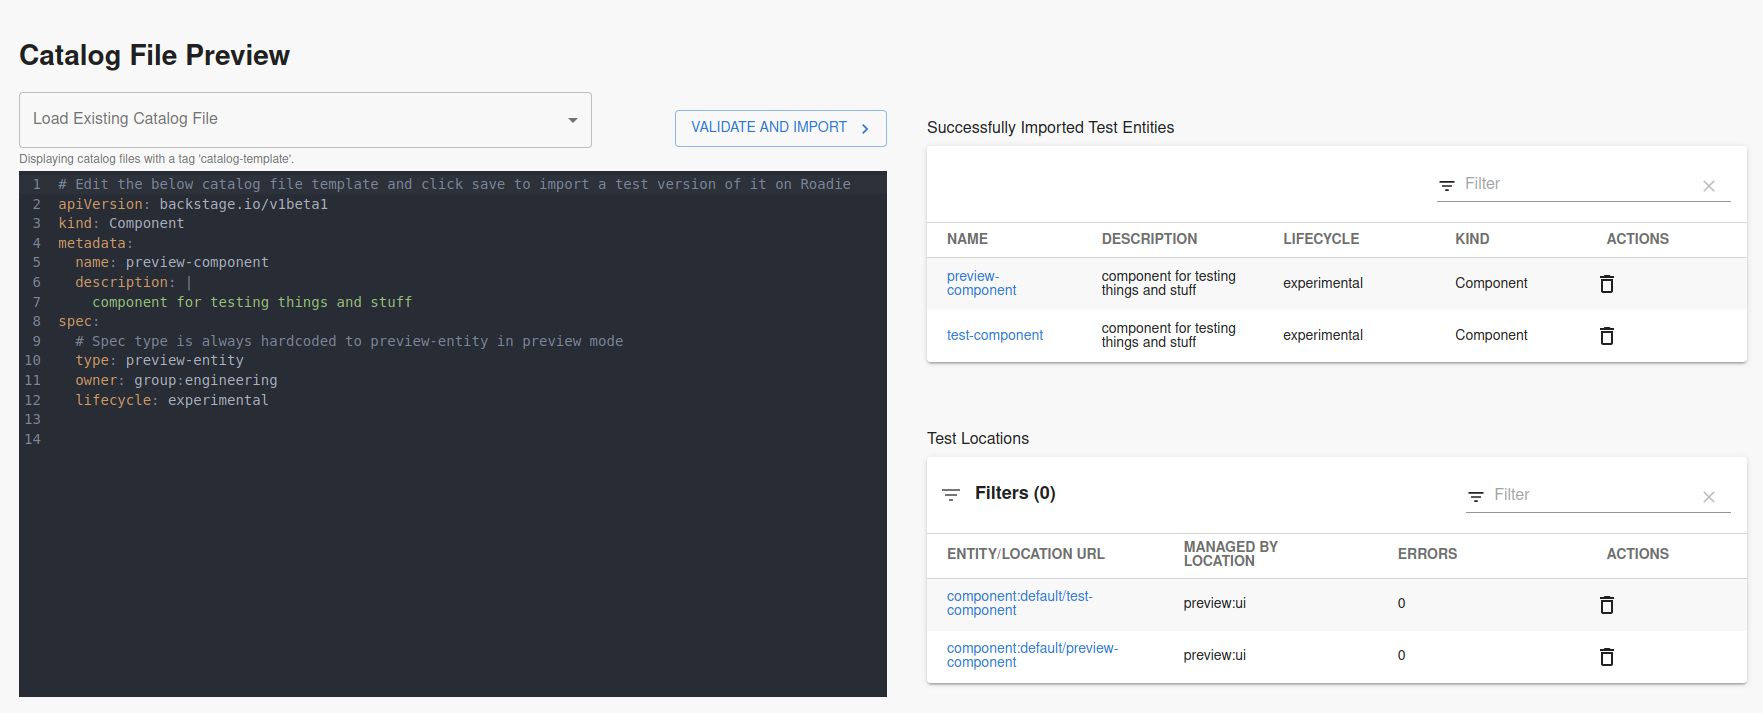 Catalog File Preview
Load Existing Catalog File
Displaying catalog files with a tag 'catalog-template'.
VALIDATE AND IMPORT
1 # Edit the below catalog file template and click save to import a test version of it on Roadie
2 apiVersion: backstage.io/v1beta1
3 kind: Component
4 metadata:
5   name: preview-component
6   description: |
7     component for testing things and stuff
8 spec:
9   # Spec type is always hardcoded to preview-entity in preview mode
10   type: preview-entity
11   owner: group:engineering
12   lifecycle: experimental
13
14
Successfully Imported Test Entities
Filter
NAME DESCRIPTION LIFECYCLE KIND ACTIONS
preview- component for testing
component things and stuff experimental Component
test-component component for testing experimental Component
things and stuff
Test Locations
Filters (0) Filter
ENTITY/LOCATION URL MANAGED BY ERRORS ACTIONS
LOCATION
component:default/test- preview:ui 0
component
component:default/preview- preview:ui 0
component